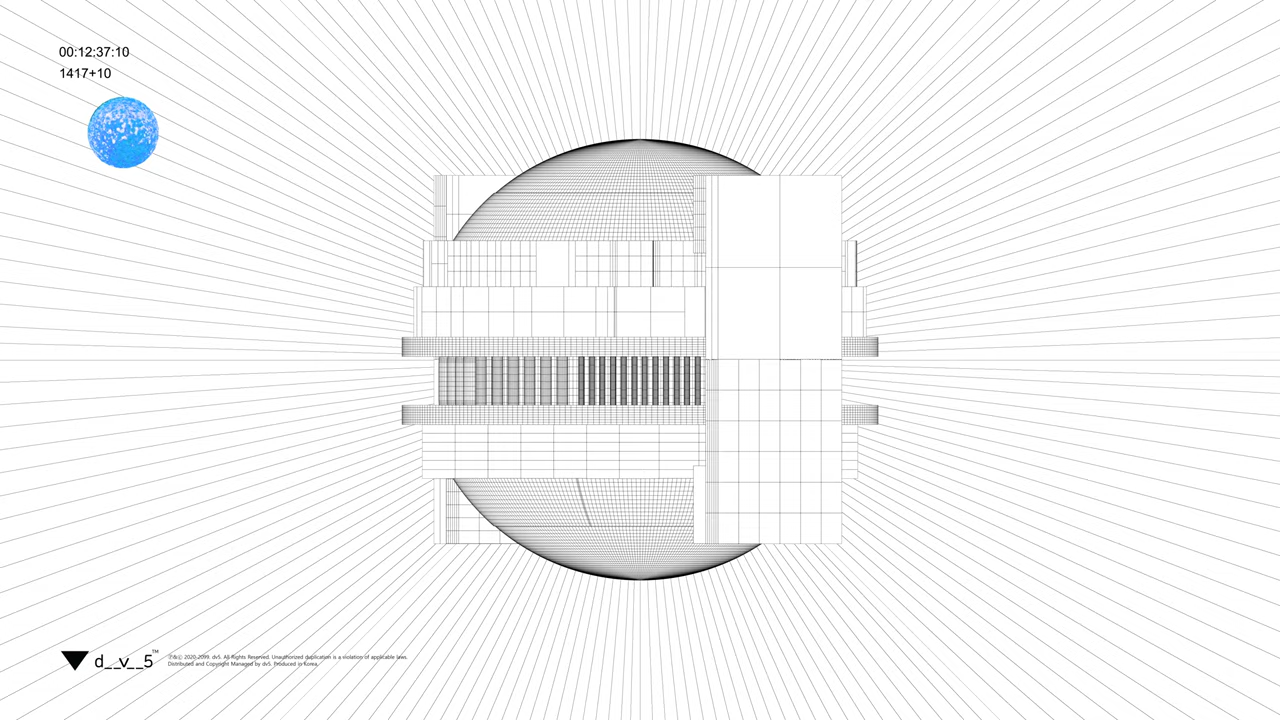 00:12:37:10
1417+10
d__v__5™
℗&ⓒ 2020-2099. dv5. All Rights Reserved. Unauthorized duplication is a violation of applicable laws.
Distributed and Copyright Managed by dv5. Produced in Korea.